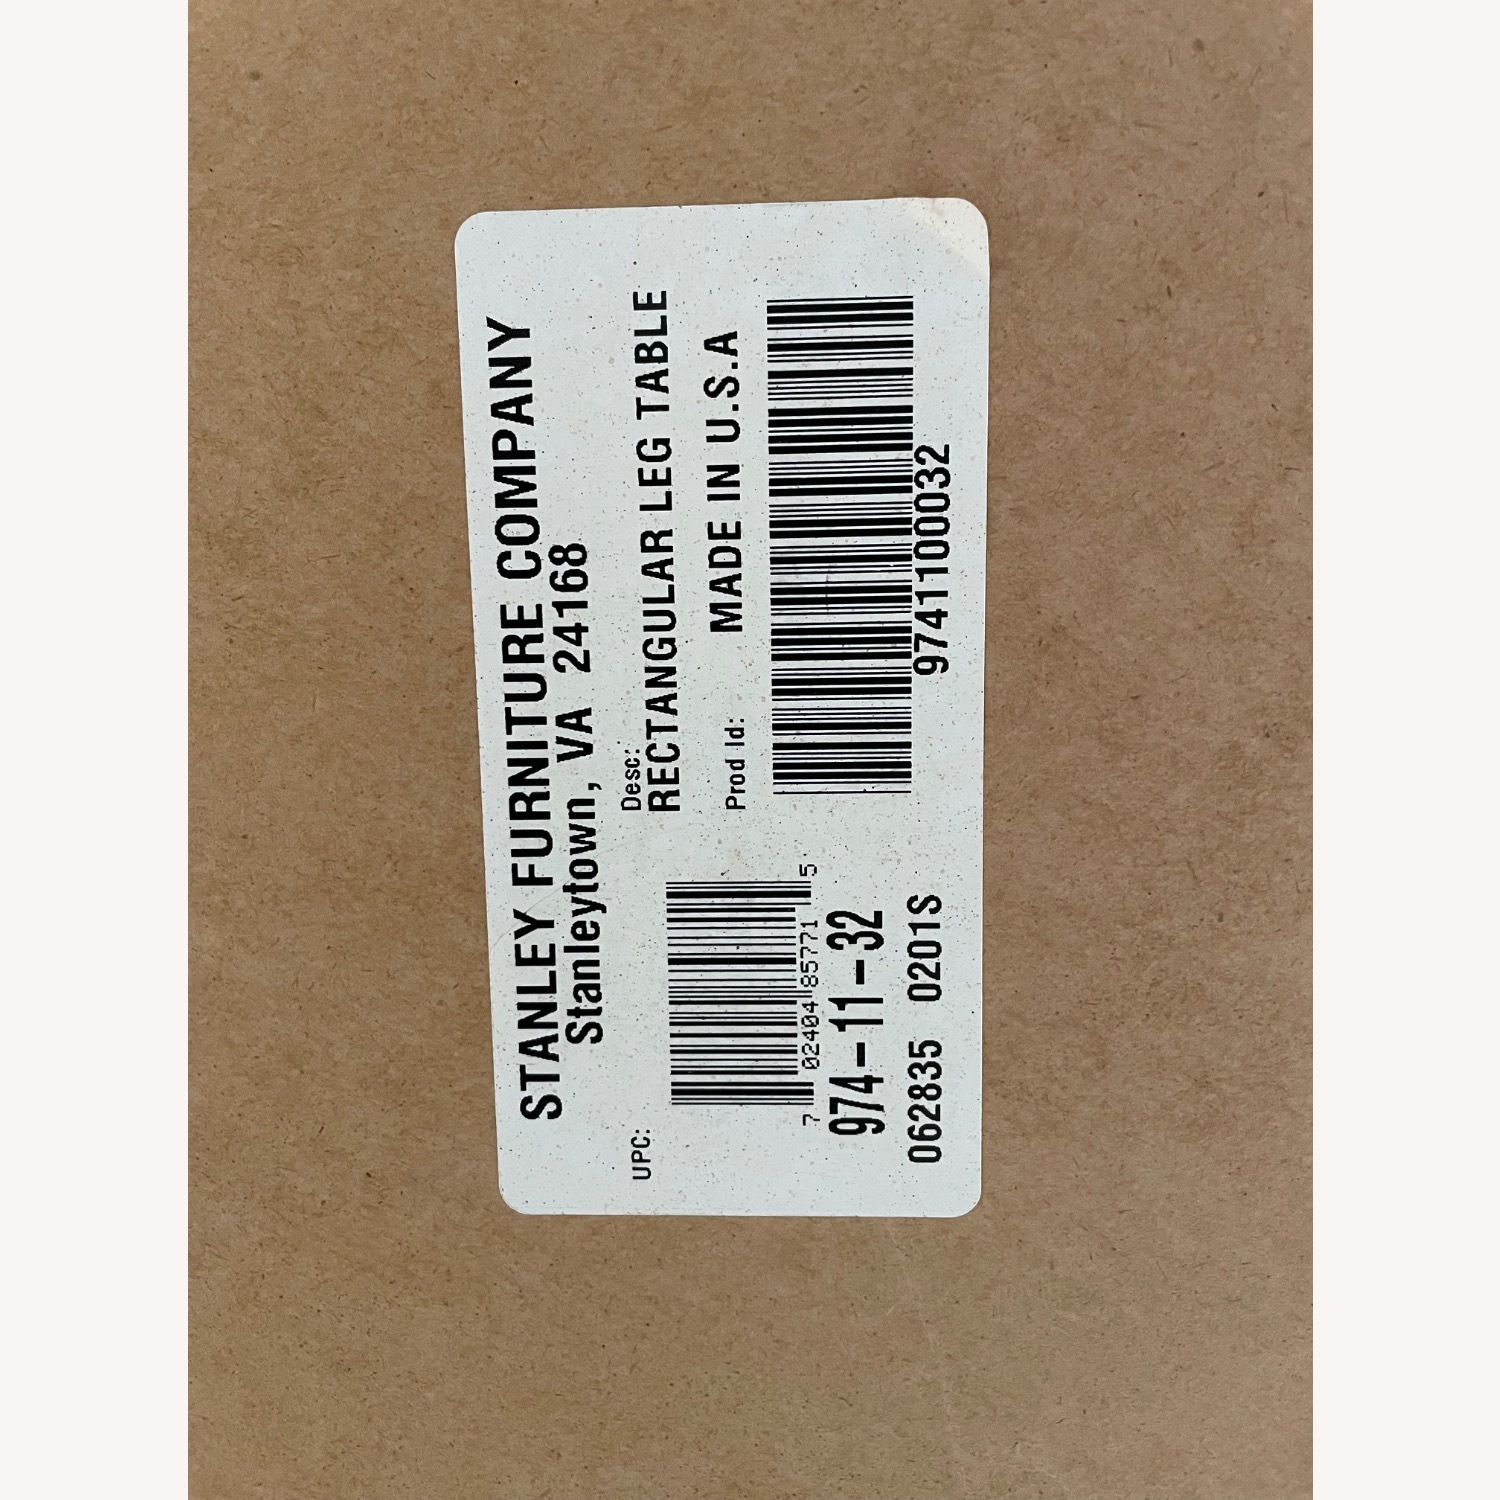 STANLEY FURNITURE COMPANY
Stanleytown, VA 24168
UPC:
7 02404 85771 5
974-11-32
062835 0201S
Desc:
RECTANGULAR LEG TABLE
Prod Id: MADE IN U.S.A
9741100032